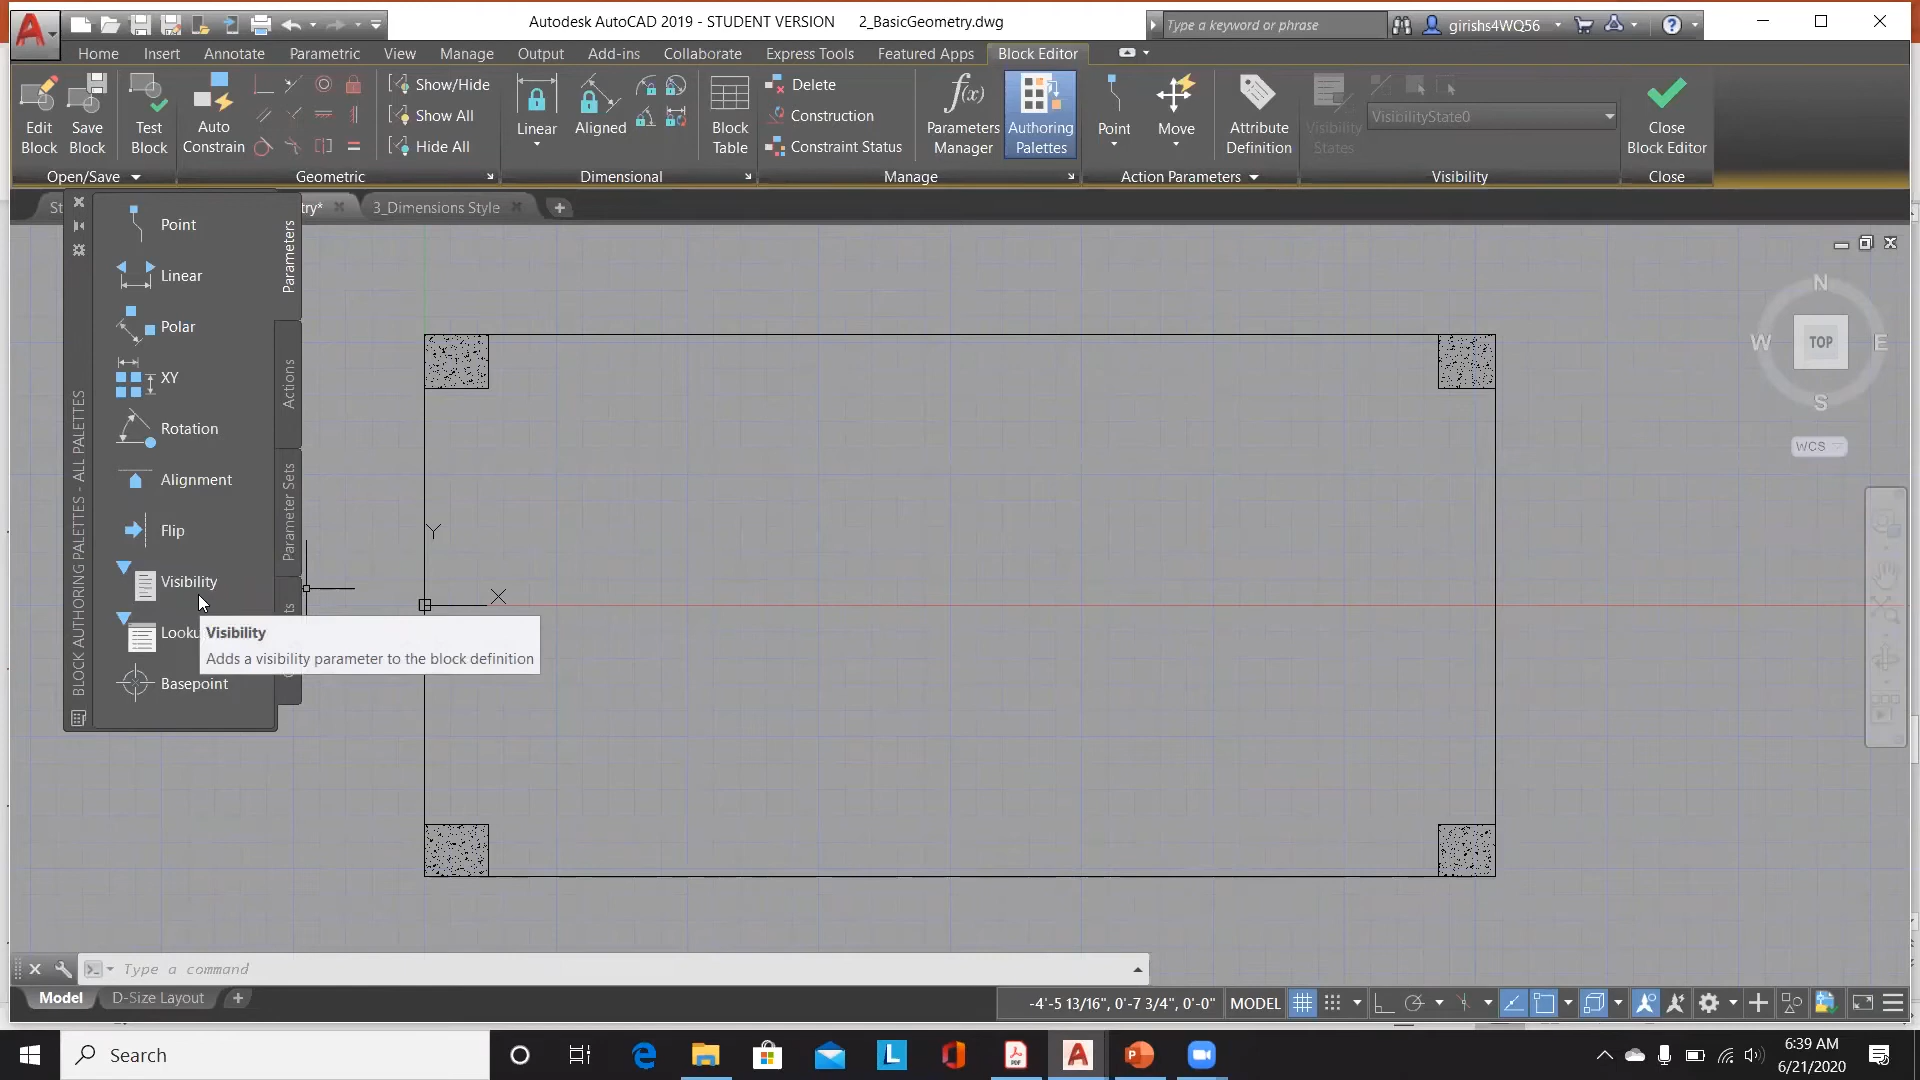 Autodesk AutoCAD 2019 - STUDENT VERSION 2_BasicGeometry.dwg
Type a keyword or phrase
girishs4WQ56
Home Insert Annotate Parametric View Manage Output Add-ins Collaborate Express Tools Featured Apps Block Editor
Edit Block
Save Block
Test Block
Auto Constrain
Show/Hide
Show All
Hide All
Linear
Aligned
Block Table
Delete
Construction
Constraint Status
Parameters Manager
Authoring Palettes
Point
Move
Attribute Definition
Visibility States
VisibilityState0
Close Block Editor
Open/Save Geometric Dimensional Manage Action Parameters Visibility Close
St
ry*
3_Dimensions Style
Point
Linear
Polar
XY
Rotation
Alignment
Flip
Visibility
Looku
Basepoint
Parameters
Actions
Parameter Sets
ts
BLOCK AUTHORING PALETTES - ALL PALETTES
Visibility
Adds a visibility parameter to the block definition
Y
X
N
W
TOP
E
S
WCS
Type a command
Model D-Size Layout
-4'-5 13/16", 0'-7 3/4", 0'-0" MODEL
Search
6:39 AM
6/21/2020